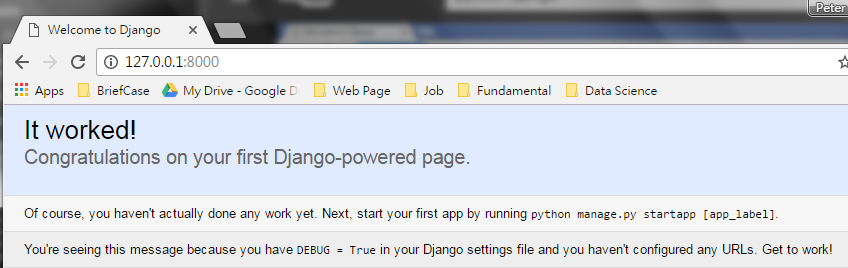 Peter
Welcome to Django
127.0.0.1:8000
Apps BriefCase My Drive - Google D Web Page Job Fundamental Data Science
It worked!
Congratulations on your first Django-powered page.
Of course, you haven't actually done any work yet. Next, start your first app by running python manage.py startapp [app_label].
You're seeing this message because you have DEBUG = True in your Django settings file and you haven't configured any URLs. Get to work!